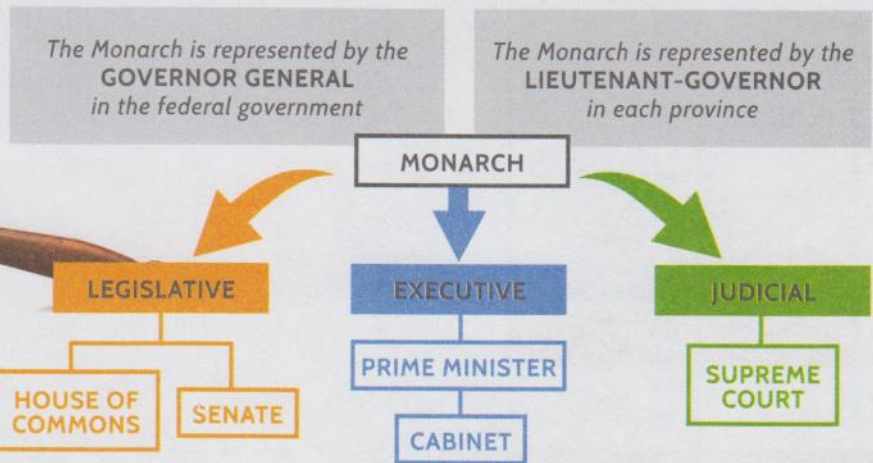 The Monarch is represented by the
GOVERNOR GENERAL
in the federal government
The Monarch is represented by the
LIEUTENANT-GOVERNOR
in each province
MONARCH
LEGISLATIVE
EXECUTIVE
JUDICIAL
HOUSE OF
COMMONS
SENATE
PRIME MINISTER
CABINET
SUPREME
COURT